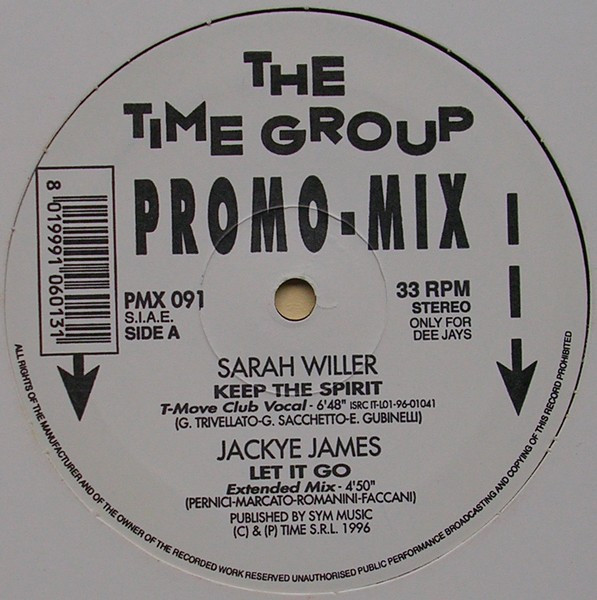 THE
TIME GROUP
PROMO-MIX
8 019991 060131
PMX 091
S.I.A.E.
SIDE A
33 RPM
STEREO
ONLY FOR
DEE JAYS
SARAH WILLER
KEEP THE SPIRIT
T-Move Club Vocal - 6'48" ISRC IT-L01-96-01041
(G. TRIVELLATO-G. SACCHETTO-E. GUBINELLI)
JACKYE JAMES
LET IT GO
Extended Mix - 4'50"
(PERNICI-MARCATO-ROMANINI-FACCANI)
PUBLISHED BY SYM MUSIC
(C) & (P) TIME S.R.L. 1996
ALL RIGHTS OF THE MANUFACTURER AND OF THE OWNER OF THE RECORDED WORK RESERVED UNAUTHORISED PUBLIC PERFORMANCE BROADCASTING AND COPYING OF THIS RECORD PROHIBITED